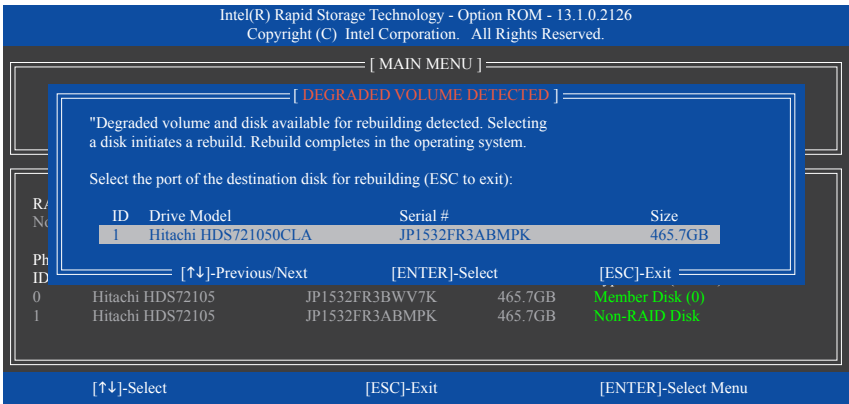 Intel(R) Rapid Storage Technology - Option ROM - 13.1.0.2126
Copyright (C) Intel Corporation. All Rights Reserved.
[ MAIN MENU ]
[ DEGRADED VOLUME DETECTED ]
"Degraded volume and disk available for rebuilding detected. Selecting
a disk initiates a rebuild. Rebuild completes in the operating system.
Select the port of the destination disk for rebuilding (ESC to exit):
ID Drive Model Serial # Size
1 Hitachi HDS721050CLA JP1532FR3ABMPK 465.7GB
[↑↓]-Previous/Next [ENTER]-Select [ESC]-Exit
ID
0 Hitachi HDS72105 JP1532FR3BWV7K 465.7GB Member Disk (0)
1 Hitachi HDS72105 JP1532FR3ABMPK 465.7GB Non-RAID Disk
[↑↓]-Select [ESC]-Exit [ENTER]-Select Menu